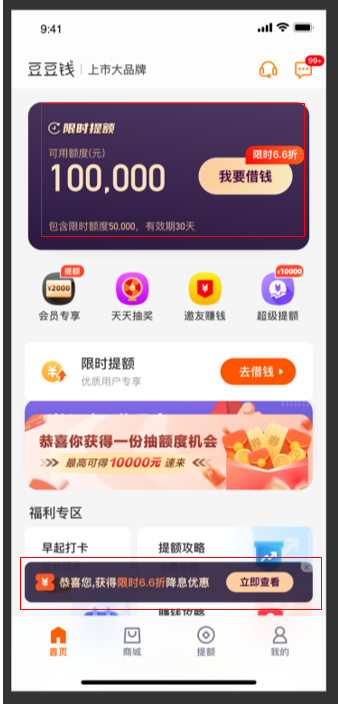 9:41
豆豆钱 | 上市大品牌
99+
限时提额
可用额度(元)
限时6.6折
100,000
我要借钱
包含限时额度50.000，有效期30天
¥2000
提额
¥10000
会员专享
天天抽奖
邀友赚钱
超级提额
限时提额
优质用户专享
去借钱
恭喜你获得一份抽额度机会
最高可得10000元 速来
福利专区
早起打卡
提额攻略
恭喜您,获得限时6.6折降息优惠
立即查看
赚钱攻略
首页
商城
提额
我的